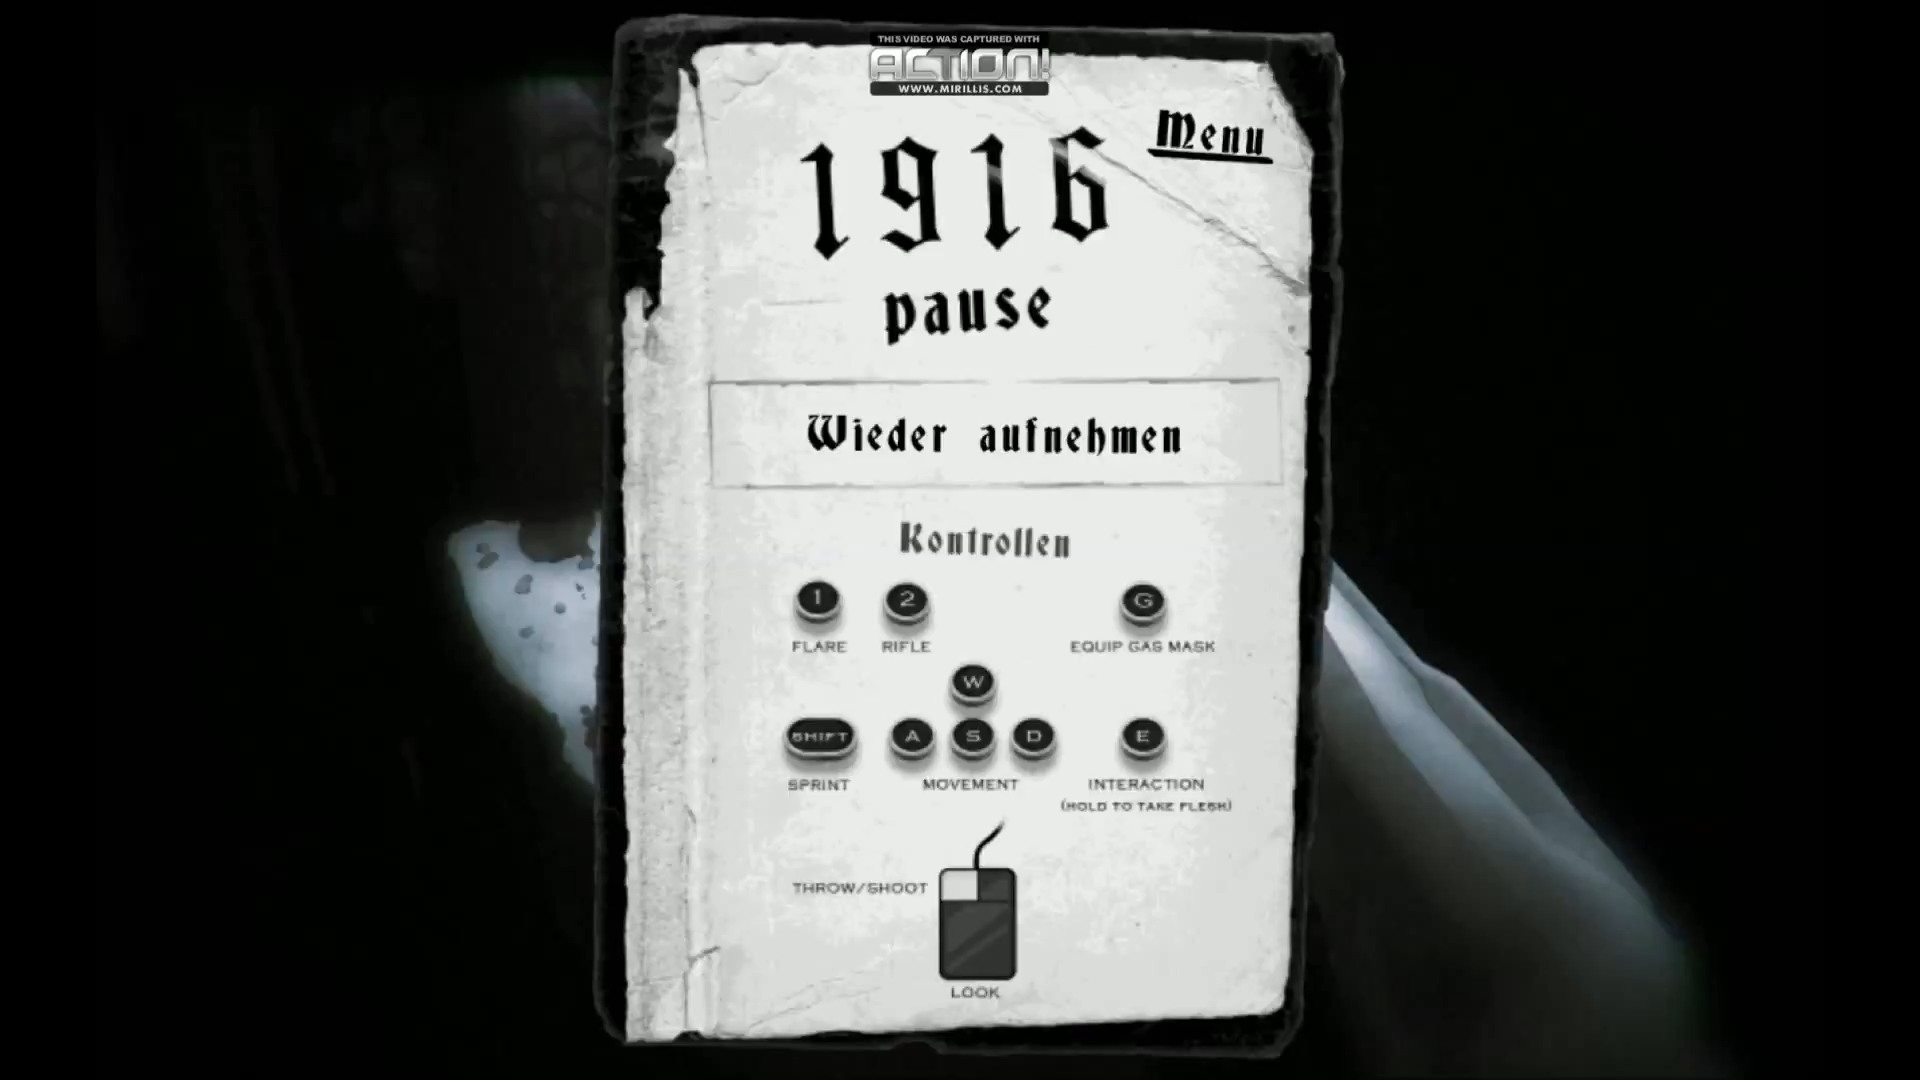 THIS VIDEO WAS CAPTURED WITH
ACTION!
WWW.MIRILLIS.COM
Menu
1916
pause
Wieder aufnehmen
Kontrollen
1 2 G
FLARE RIFLE EQUIP GAS MASK
W
SHIFT A S D E
SPRINT MOVEMENT INTERACTION
(HOLD TO TAKE FLESH)
THROW/SHOOT
LOOK